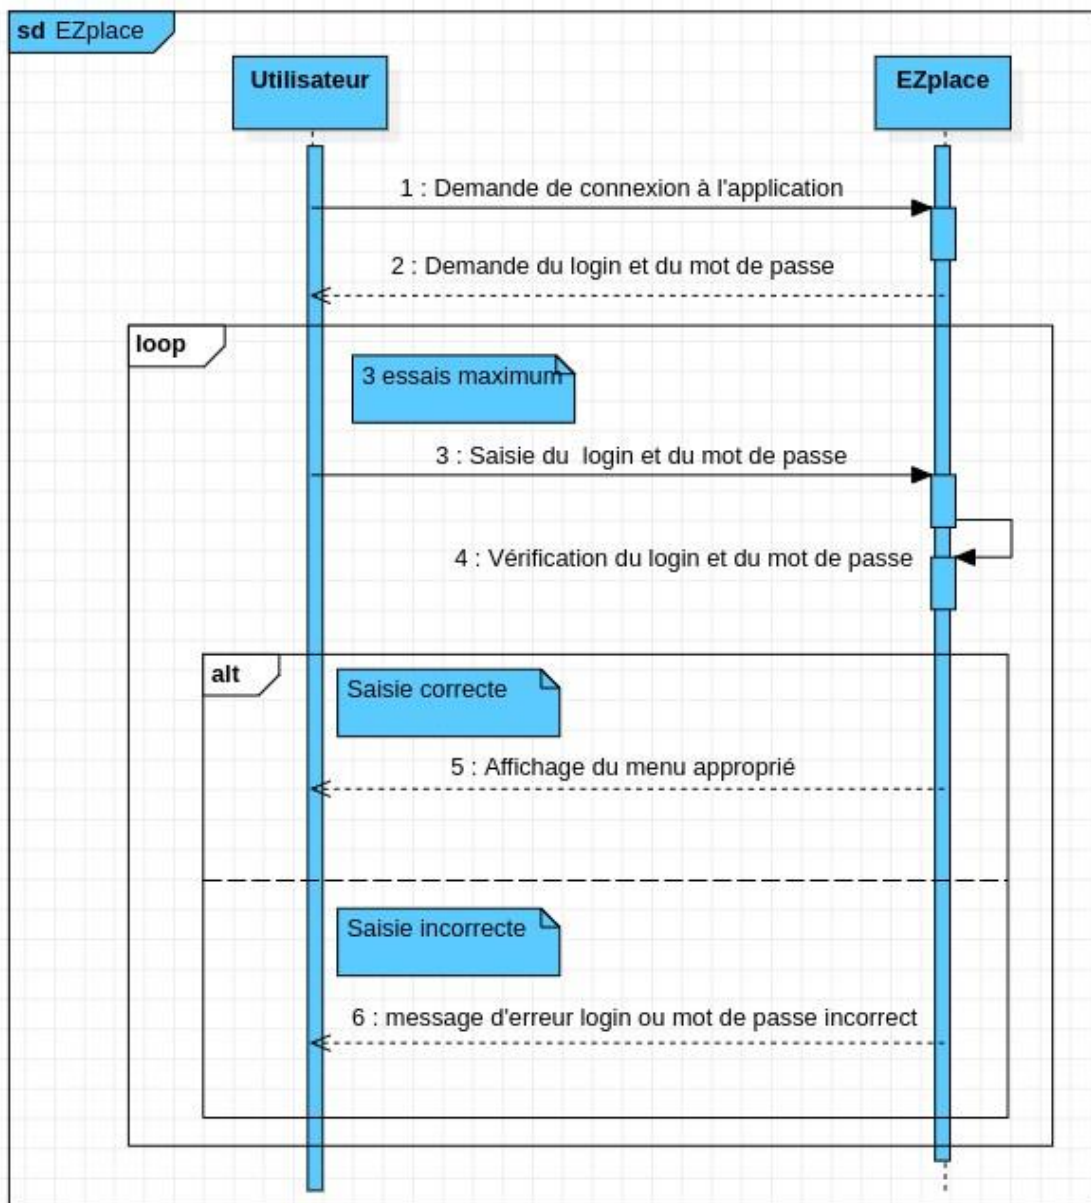 sd EZplace
Utilisateur
EZplace
1 : Demande de connexion à l'application
2 : Demande du login et du mot de passe
loop
3 essais maximum
3 : Saisie du  login et du mot de passe
4 : Vérification du login et du mot de passe
alt
Saisie correcte
5 : Affichage du menu approprié
Saisie incorrecte
6 : message d'erreur login ou mot de passe incorrect